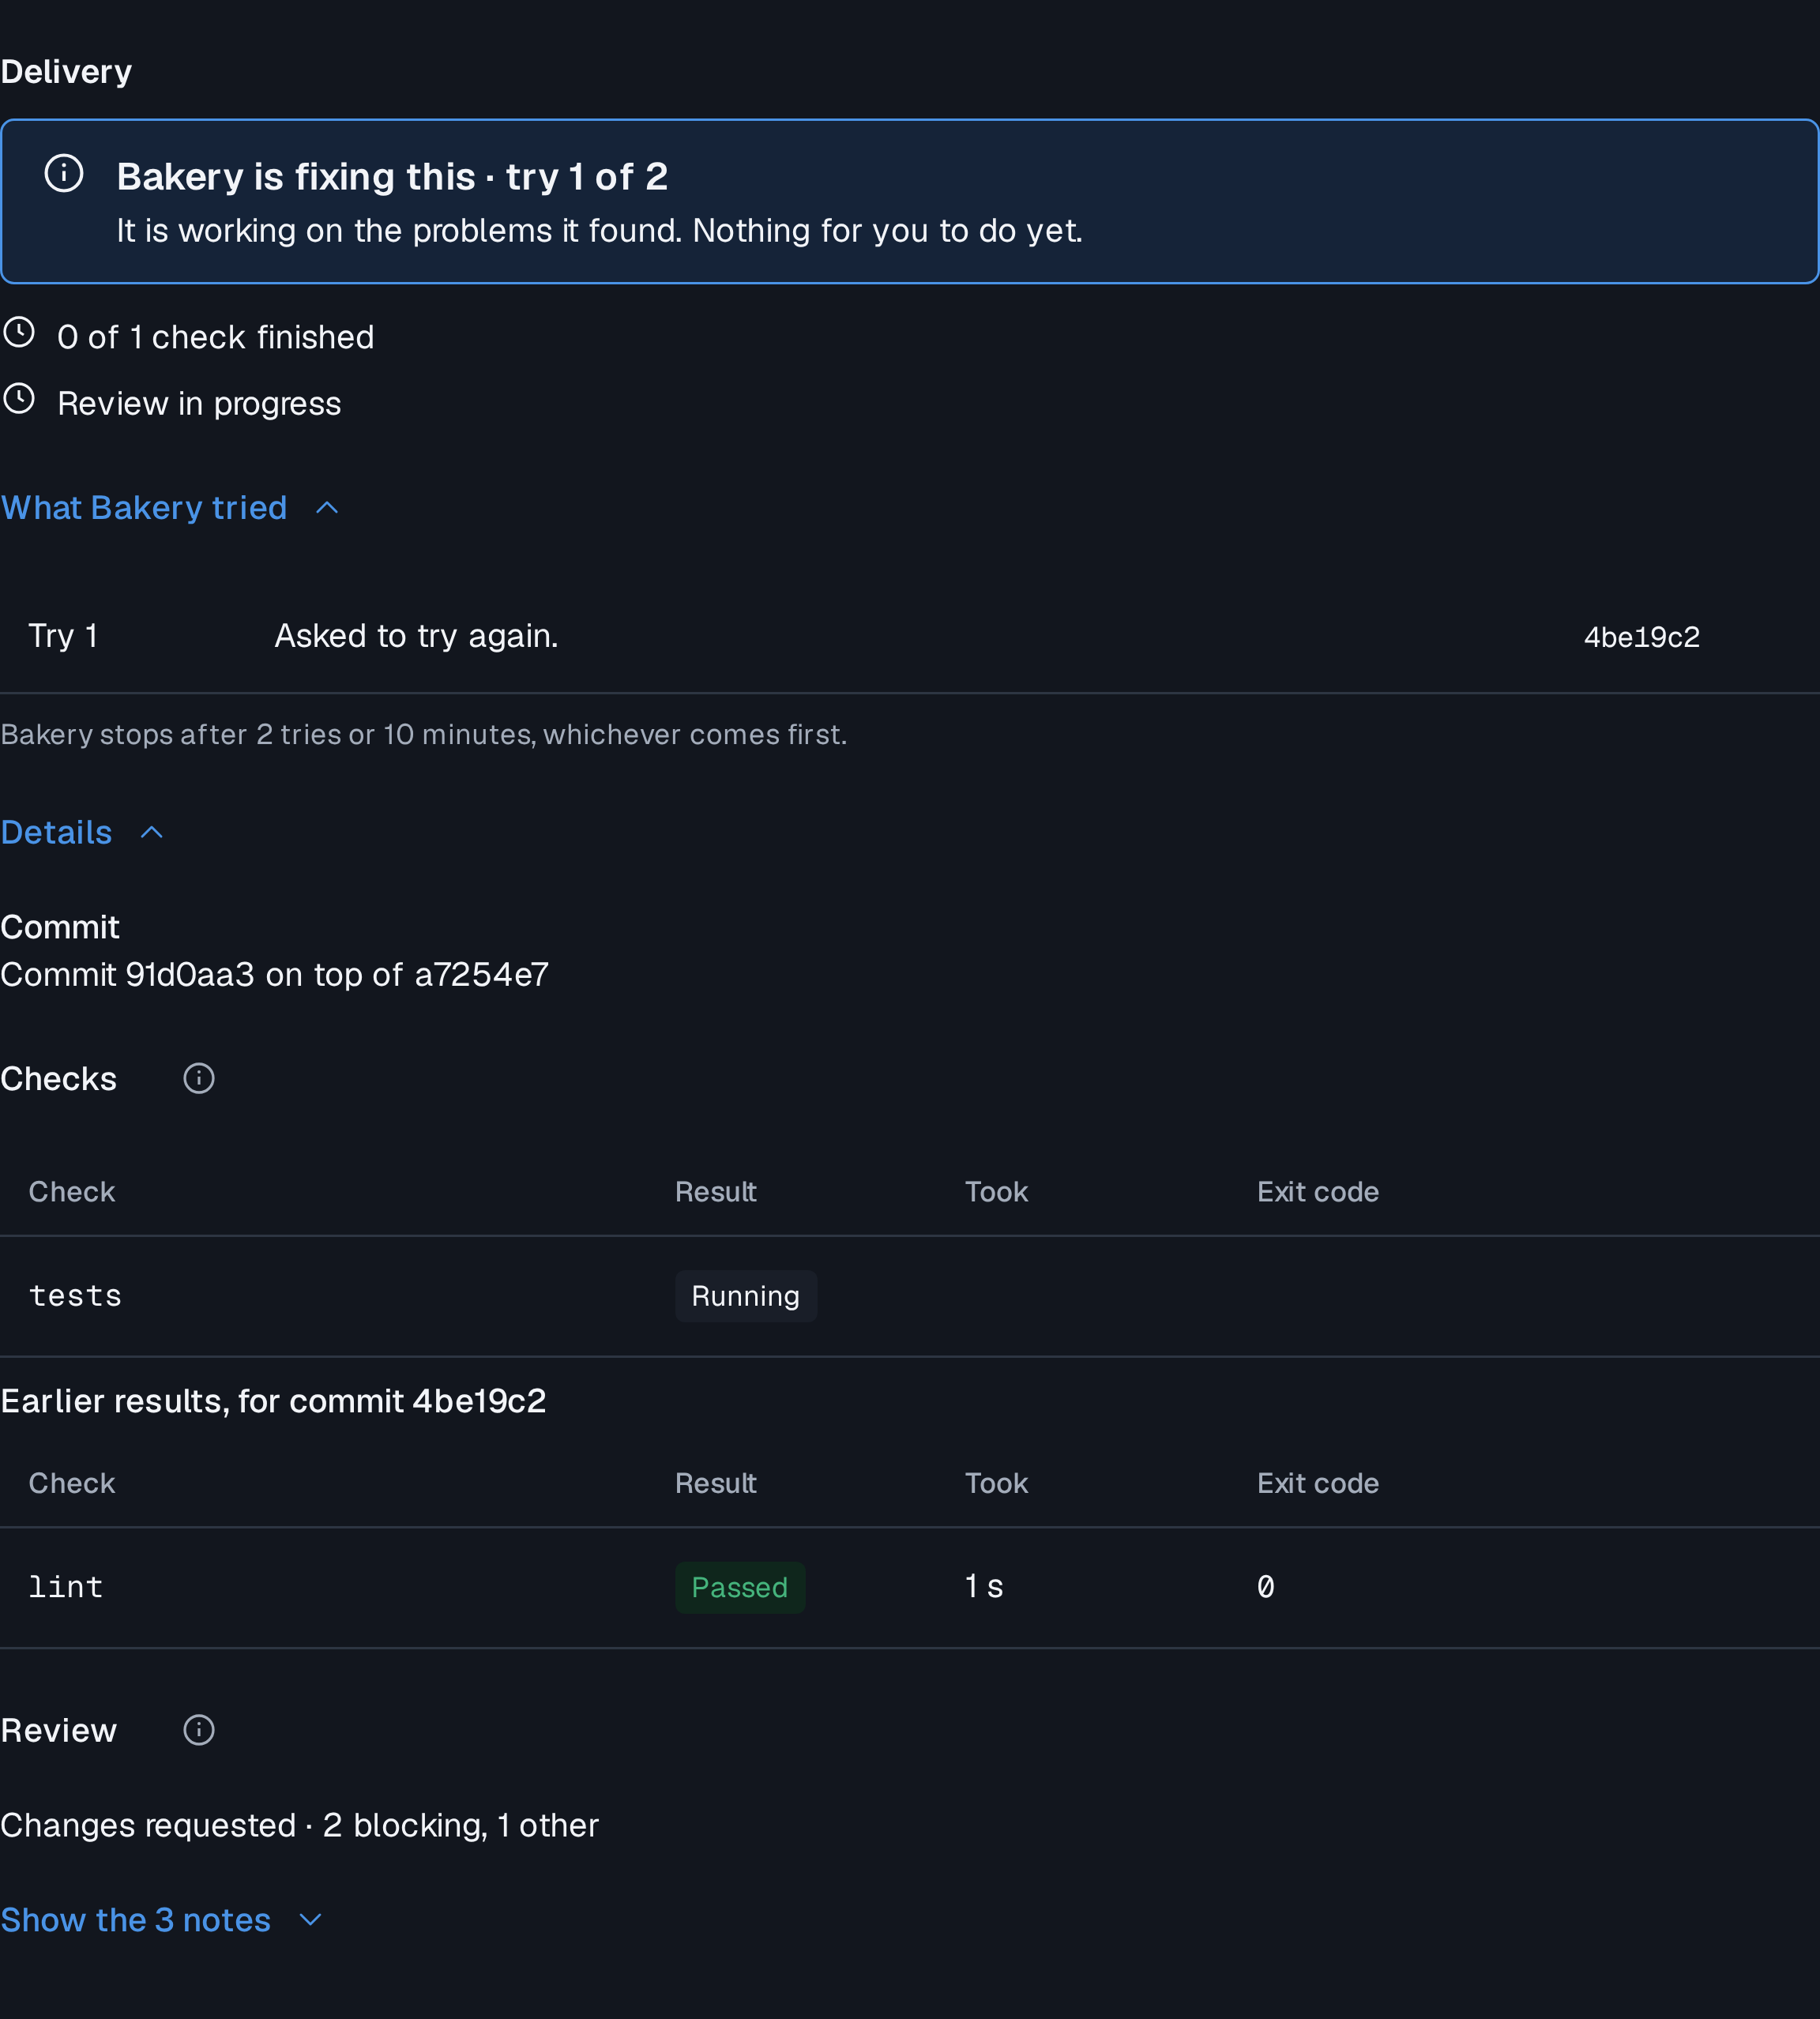 Delivery
Bakery is fixing this · try 1 of 2
It is working on the problems it found. Nothing for you to do yet.
0 of 1 check finished
Review in progress
What Bakery tried
Try 1 Asked to try again. 4be19c2
Bakery stops after 2 tries or 10 minutes, whichever comes first.
Details
Commit
Commit 91d0aa3 on top of a7254e7
Checks
Check Result Took Exit code
tests Running
Earlier results, for commit 4be19c2
Check Result Took Exit code
lint Passed 1 s 0
Review
Changes requested · 2 blocking, 1 other
Show the 3 notes